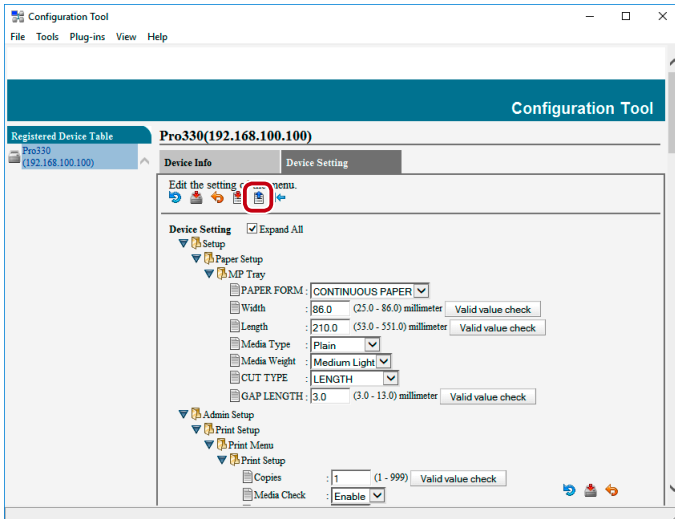 Configuration Tool
File Tools Plug-ins View Help
Configuration Tool
Registered Device Table
Pro330
(192.168.100.100)
Pro330(192.168.100.100)
Device Info
Device Setting
Edit the setting menu.
Device Setting Expand All
Setup
Paper Setup
MP Tray
PAPER FORM : CONTINUOUS PAPER
Width : 86.0 (25.0 - 86.0) millimeter Valid value check
Length : 210.0 (53.0 - 551.0) millimeter Valid value check
Media Type : Plain
Media Weight : Medium Light
CUT TYPE : LENGTH
GAP LENGTH : 3.0 (3.0 - 13.0) millimeter Valid value check
Admin Setup
Print Setup
Print Menu
Print Setup
Copies : 1 (1 - 999) Valid value check
Media Check : Enable